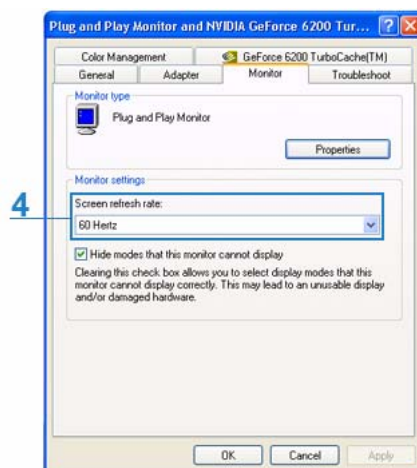 Plug and Play Monitor and NVIDIA GeForce 6200 Tur...
Color Management
GeForce 6200 TurboCache(TM)
General
Adapter
Monitor
Troubleshoot
Monitor type
Plug and Play Monitor
Properties
Monitor settings
4
Screen refresh rate:
60 Hertz
Hide modes that this monitor cannot display
Clearing this check box allows you to select display modes that this
monitor cannot display correctly. This may lead to an unusable display
and/or damaged hardware.
OK
Cancel
Apply